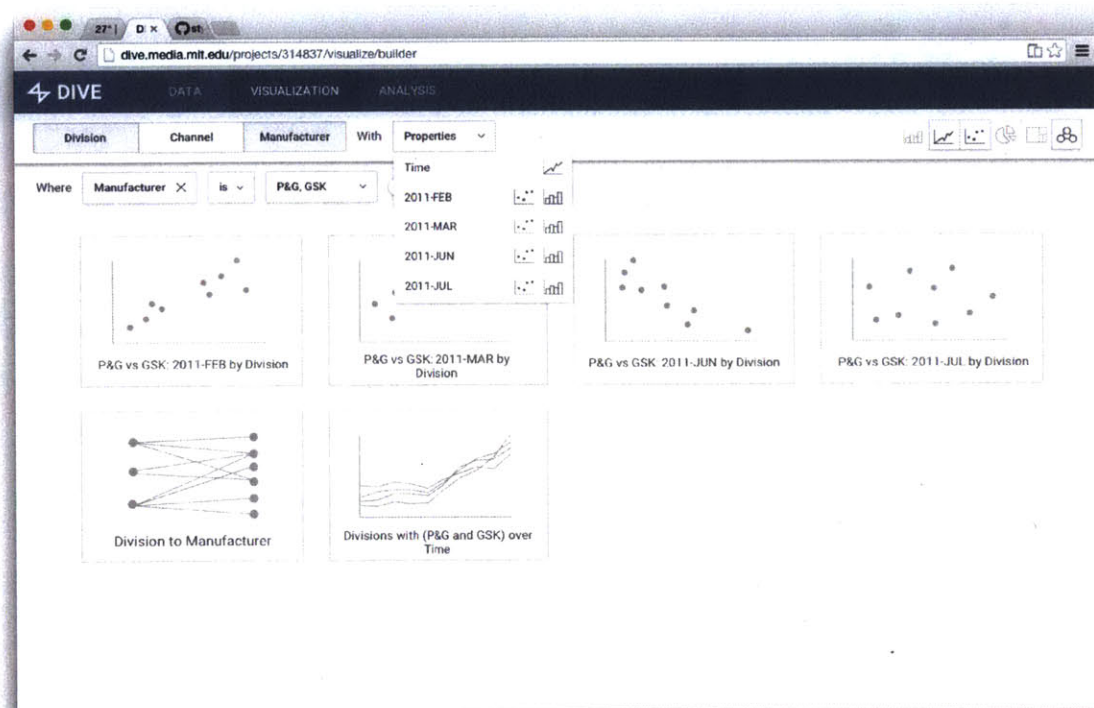 27" | D × st
dive.media.mit.edu/projects/314837/visualize/builder
DIVE DATA VISUALIZATION ANALYSIS
Division Channel Manufacturer With Properties
Time
Where Manufacturer × is P&G, GSK
2011-FEB
2011-MAR
2011-JUN
2011-JUL
P&G vs GSK: 2011-FEB by Division
P&G vs GSK: 2011-MAR by
Division
P&G vs GSK 2011-JUN by Division
P&G vs GSK: 2011-JUL by Division
Division to Manufacturer
Divisions with (P&G and GSK) over
Time